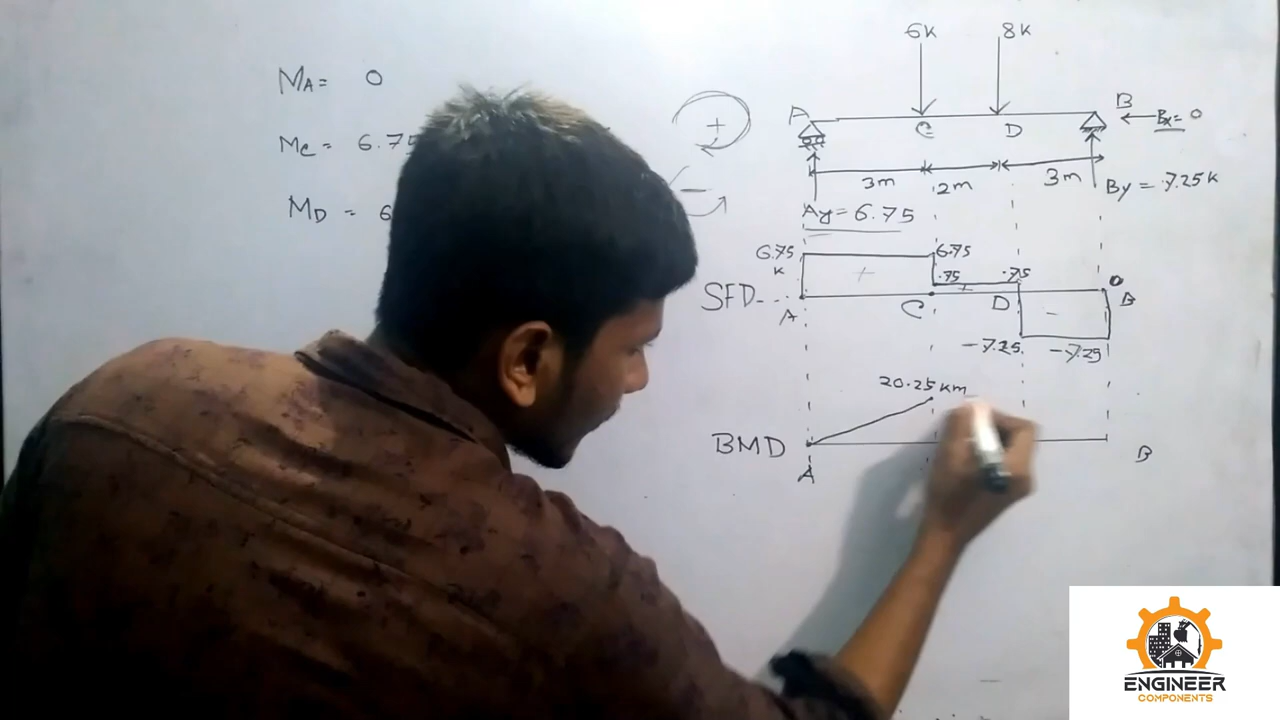 MA = 0
MC = 6.75
MD = 6
+
−
6K 8K
A C D B
Bx = 0
3m 2m 3m
By = 7.25K
Ay = 6.75
6.75 K 6.75 .75 .75 0
+ + −
SFD A C D B
-7.25 -7.25
20.25 Km
BMD
A B
ENGINEER
COMPONENTS